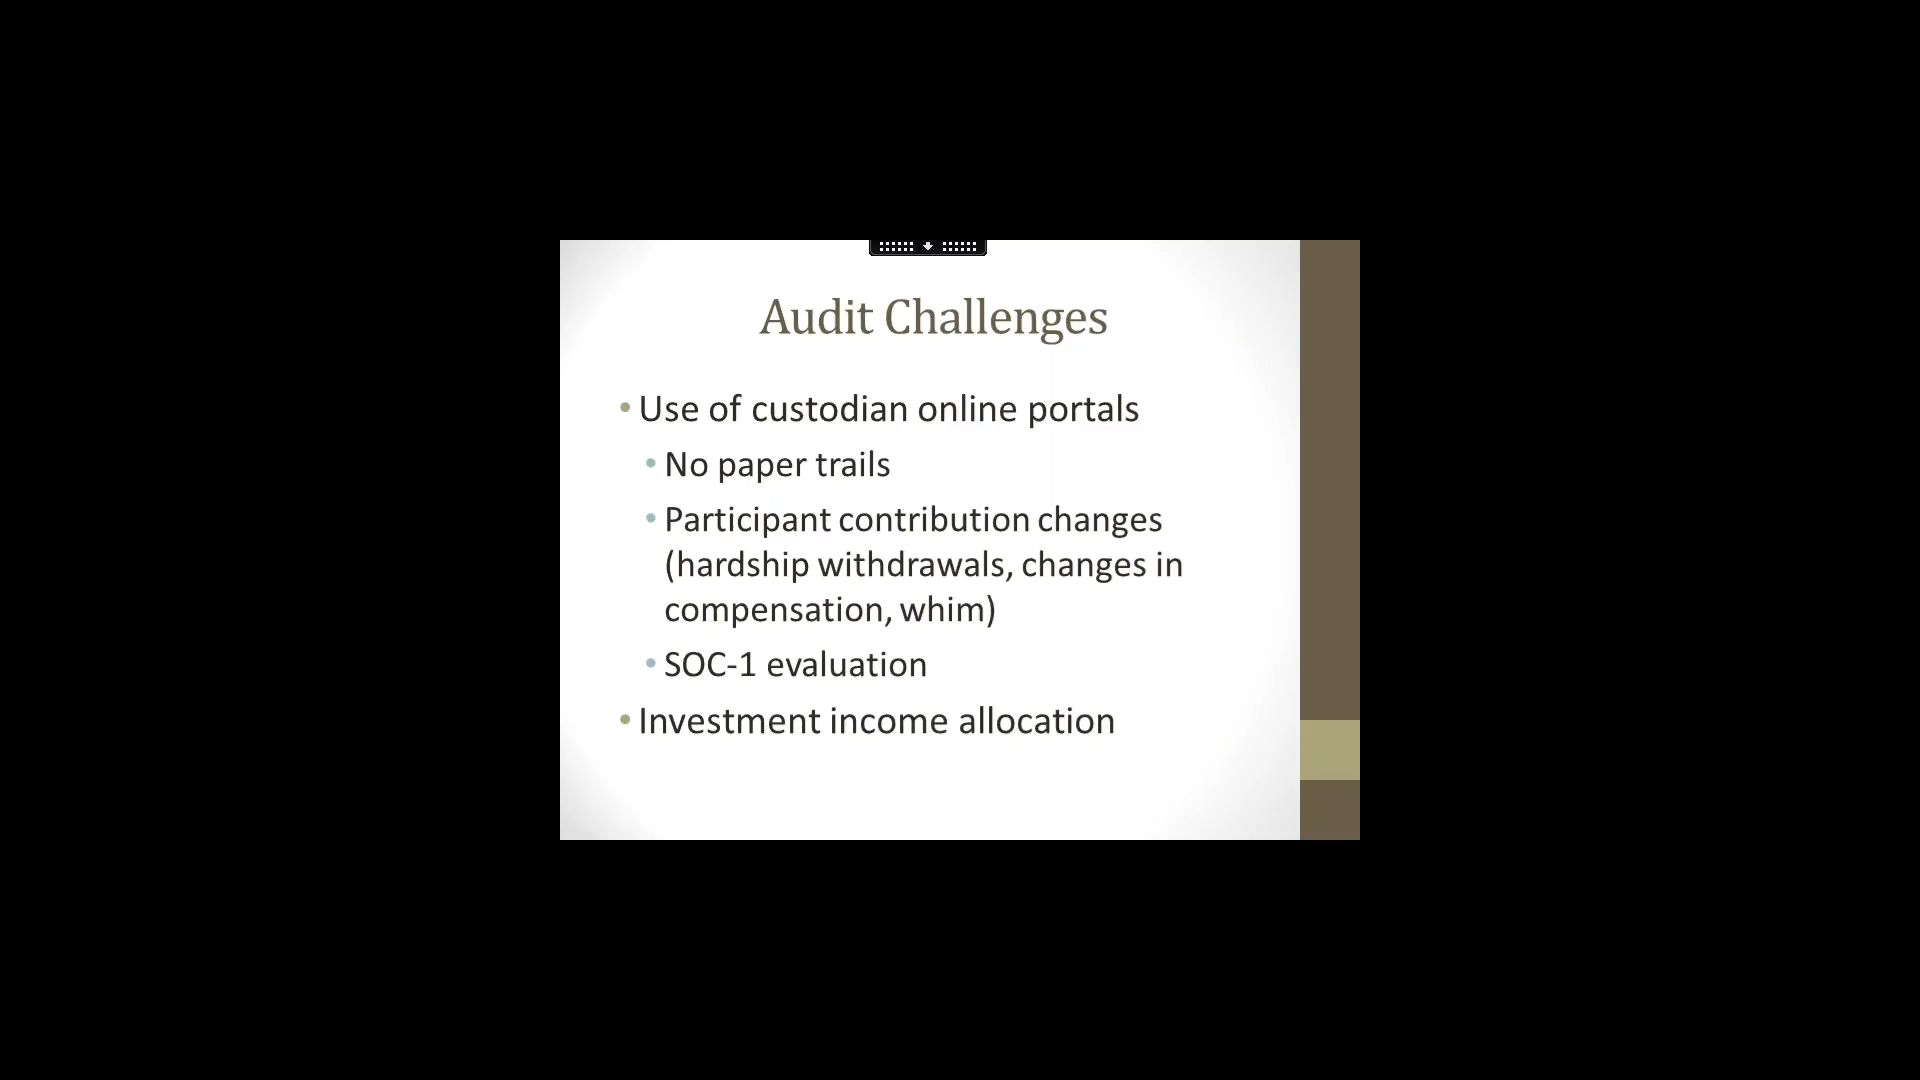 Audit Challenges
• Use of custodian online portals
• No paper trails
• Participant contribution changes
(hardship withdrawals, changes in
compensation, whim)
• SOC-1 evaluation
• Investment income allocation